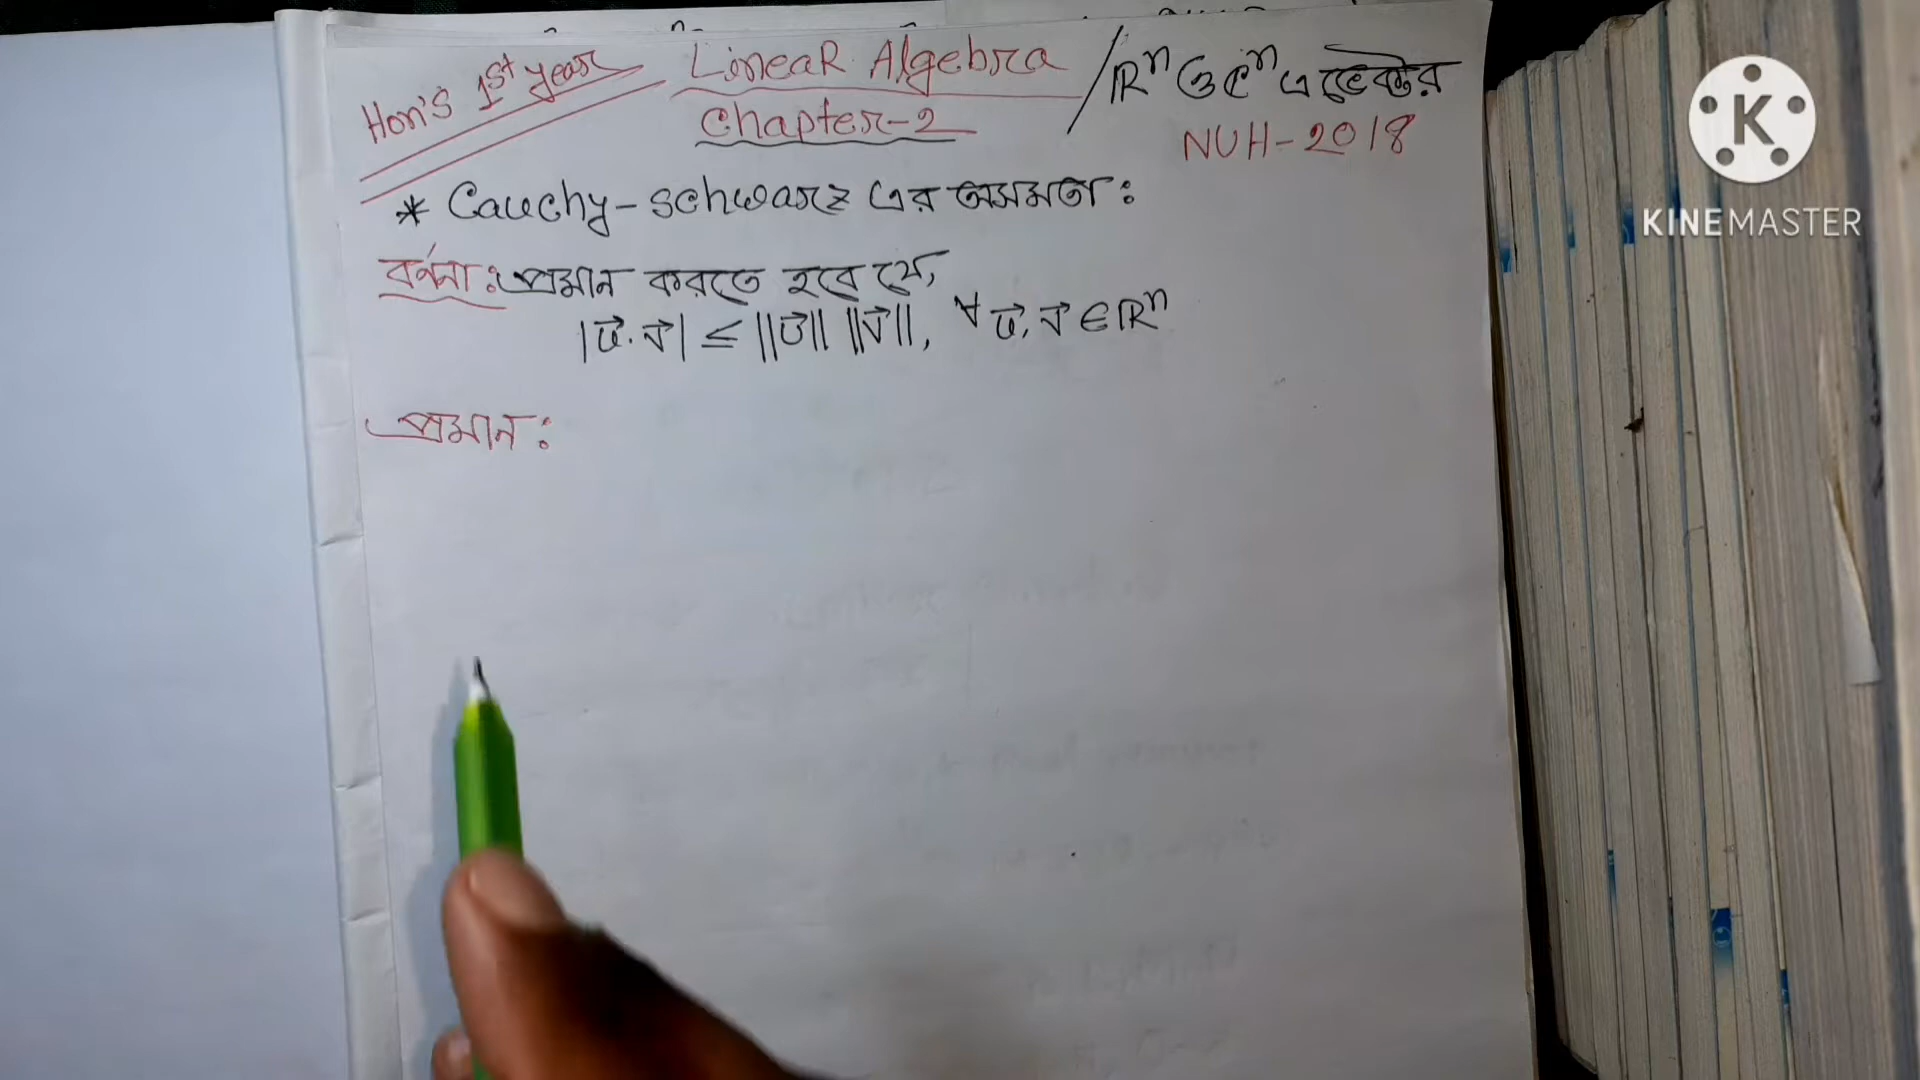 Hon's 1st year
LineaR Algebra / ℝⁿ ও ℂⁿ এ ভেক্টর
Chapter-2
NUH-2018
* Cauchy-schwarz এর অসমতা:
বর্ণনা: প্রমান করতে হবে যে,
|u⃗.v⃗| ≤ ||u⃗|| ||v⃗||, ∀ u⃗, v⃗ ∈ ℝⁿ
প্রমান:
K
KINEMASTER